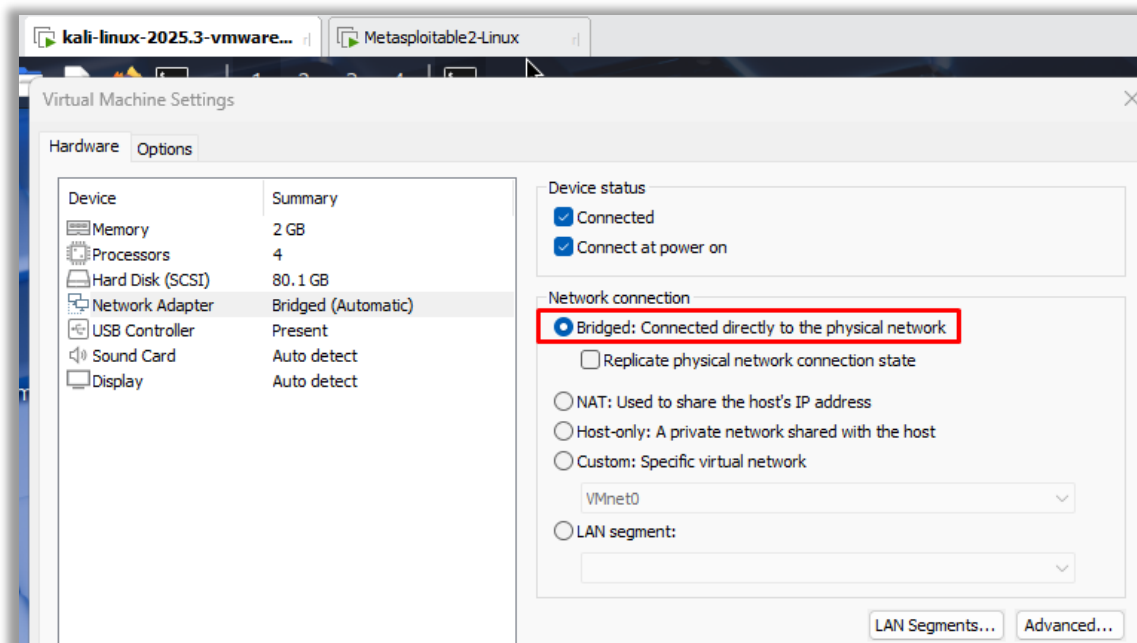 kali-linux-2025.3-vmware...
Metasploitable2-Linux
1 2 3 4
Virtual Machine Settings
Hardware
Options
Device Summary
Memory 2 GB
Processors 4
Hard Disk (SCSI) 80.1 GB
Network Adapter Bridged (Automatic)
USB Controller Present
Sound Card Auto detect
Display Auto detect
Device status
Connected
Connect at power on
Network connection
Bridged: Connected directly to the physical network
Replicate physical network connection state
NAT: Used to share the host's IP address
Host-only: A private network shared with the host
Custom: Specific virtual network
VMnet0
LAN segment:
LAN Segments...
Advanced...